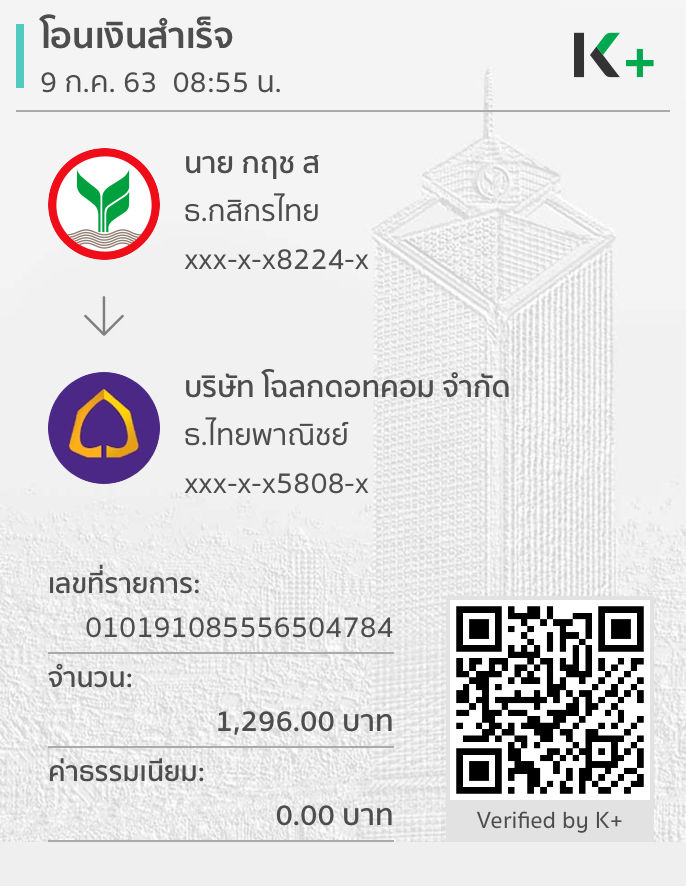 โอนเงินสำเร็จ
9 ก.ค. 63 08:55 น.
K+
นาย กฤช ส
ธ.กสิกรไทย
xxx-x-x8224-x
บริษัท โฉลกดอทคอม จำกัด
ธ.ไทยพาณิชย์
xxx-x-x5808-x
เลขที่รายการ:
010191085556504784
จำนวน:
1,296.00 บาท
ค่าธรรมเนียม:
0.00 บาท
Verified by K+